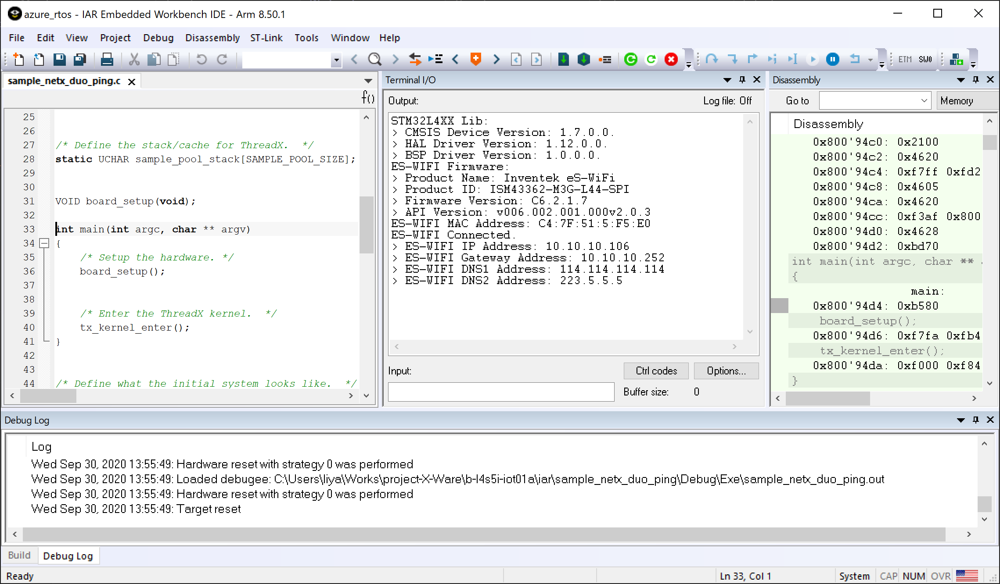 azure_rtos - IAR Embedded Workbench IDE - Arm 8.50.1
File Edit View Project Debug Disassembly ST-Link Tools Window Help
ETM SWO
sample_netx_duo_ping.c
f()
25
26
27 /* Define the stack/cache for ThreadX.  */
28 static UCHAR sample_pool_stack[SAMPLE_POOL_SIZE];
29
30
31 VOID board_setup(void);
32
33 int main(int argc, char ** argv)
34 {
35 /* Setup the hardware. */
36 board_setup();
37
38
39 /* Enter the ThreadX kernel.  */
40 tx_kernel_enter();
41 }
42
43
44 /* Define what the initial system looks like.  */
Terminal I/O
Output: Log file: Off
STM32L4XX Lib:
> CMSIS Device Version: 1.7.0.0.
> HAL Driver Version: 1.12.0.0.
> BSP Driver Version: 1.0.0.0.
ES-WIFI Firmware:
> Product Name: Inventek eS-WiFi
> Product ID: ISM43362-M3G-L44-SPI
> Firmware Version: C6.2.1.7
> API Version: v006.002.001.000v2.0.3
ES-WIFI MAC Address: C4:7F:51:5:F5:E0
ES-WIFI Connected.
> ES-WIFI IP Address: 10.10.10.106
> ES-WIFI Gateway Address: 10.10.10.252
> ES-WIFI DNS1 Address: 114.114.114.114
> ES-WIFI DNS2 Address: 223.5.5.5
Input: Ctrl codes Options...
Buffer size: 0
Disassembly
Go to Memory
Disassembly
0x800'94c0: 0x2100
0x800'94c2: 0x4620
0x800'94c4: 0xf7ff 0xfd2
0x800'94c8: 0x4605
0x800'94ca: 0x4620
0x800'94cc: 0xf3af 0x800
0x800'94d0: 0x4628
0x800'94d2: 0xbd70
int main(int argc, char **
{
main:
0x800'94d4: 0xb580
board_setup();
0x800'94d6: 0xf7fa 0xfb4
tx_kernel_enter();
0x800'94da: 0xf000 0xf84
}
Debug Log
Log
Wed Sep 30, 2020 13:55:49: Hardware reset with strategy 0 was performed
Wed Sep 30, 2020 13:55:49: Loaded debugee: C:\Users\liya\Works\project-X-Ware\b-l4s5i-iot01a\iar\sample_netx_duo_ping\Debug\Exe\sample_netx_duo_ping.out
Wed Sep 30, 2020 13:55:49: Hardware reset with strategy 0 was performed
Wed Sep 30, 2020 13:55:49: Target reset
Build Debug Log
Ready Ln 33, Col 1 System CAP NUM OVR